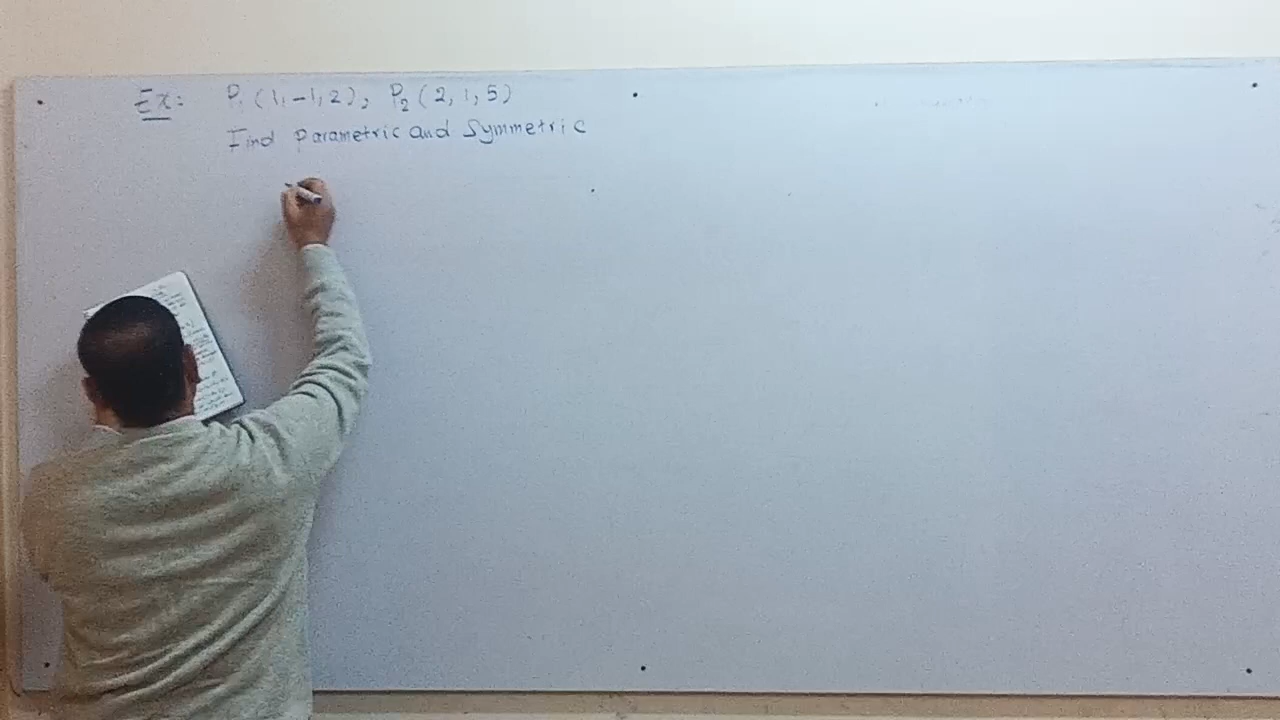 Ex: P₁ (1, -1, 2), P₂ (2, 1, 5)
Find Parametric and Symmetric